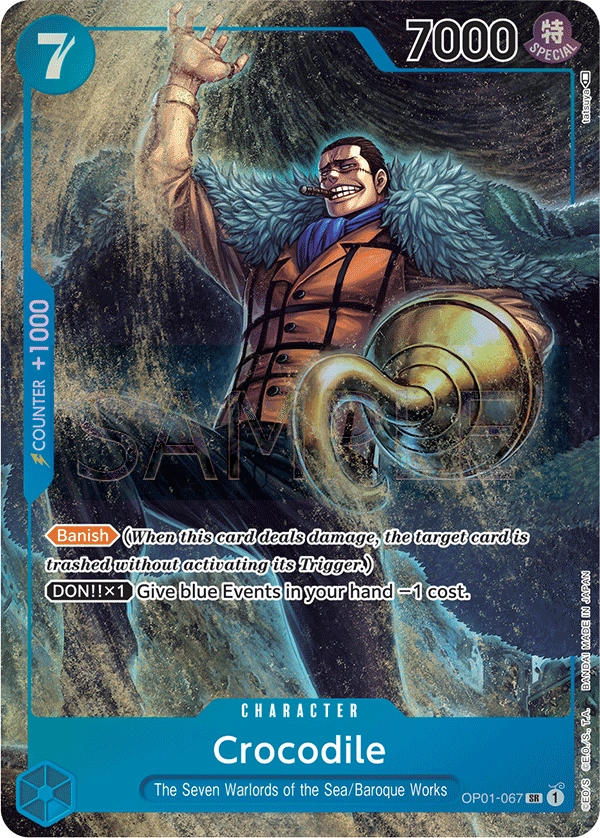 7
7000
特
SPECIAL
tatsuya
COUNTER +1000
SAMPLE
Banish (When this card deals damage, the target card is
trashed without activating its Trigger.)
DON!!×1 Give blue Events in your hand −1 cost.
©E.O./S. ©E.O./S., T.A. BANDAI MADE IN JAPAN
CHARACTER
Crocodile
The Seven Warlords of the Sea/Baroque Works
OP01-067 SR 1